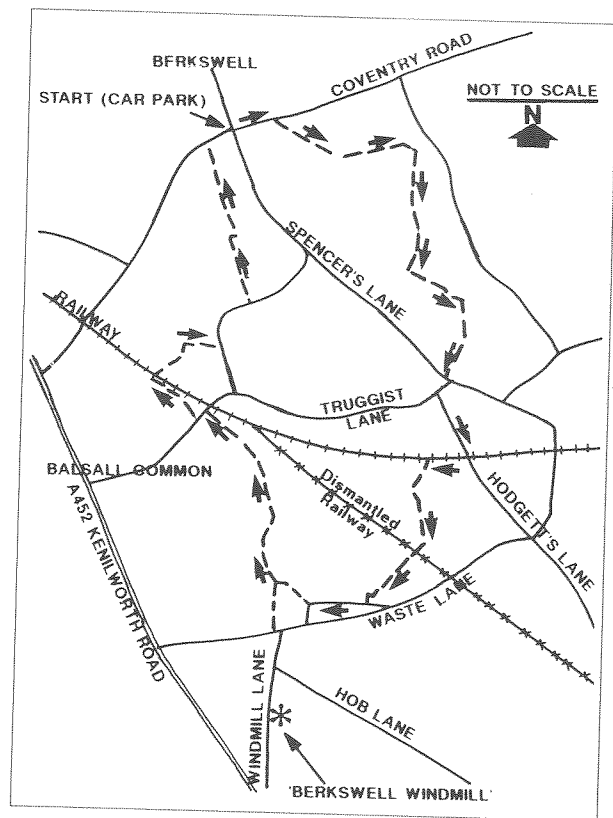 BERKSWELL
COVENTRY ROAD
START (CAR PARK)
NOT TO SCALE
N
SPENCER'S LANE
RAILWAY
TRUGGIST
LANE
BALSALL COMMON
Dismantled
Railway
HODGETT'S LANE
A452 KENILWORTH ROAD
WASTE LANE
WINDMILL LANE
HOB LANE
'BERKSWELL WINDMILL'